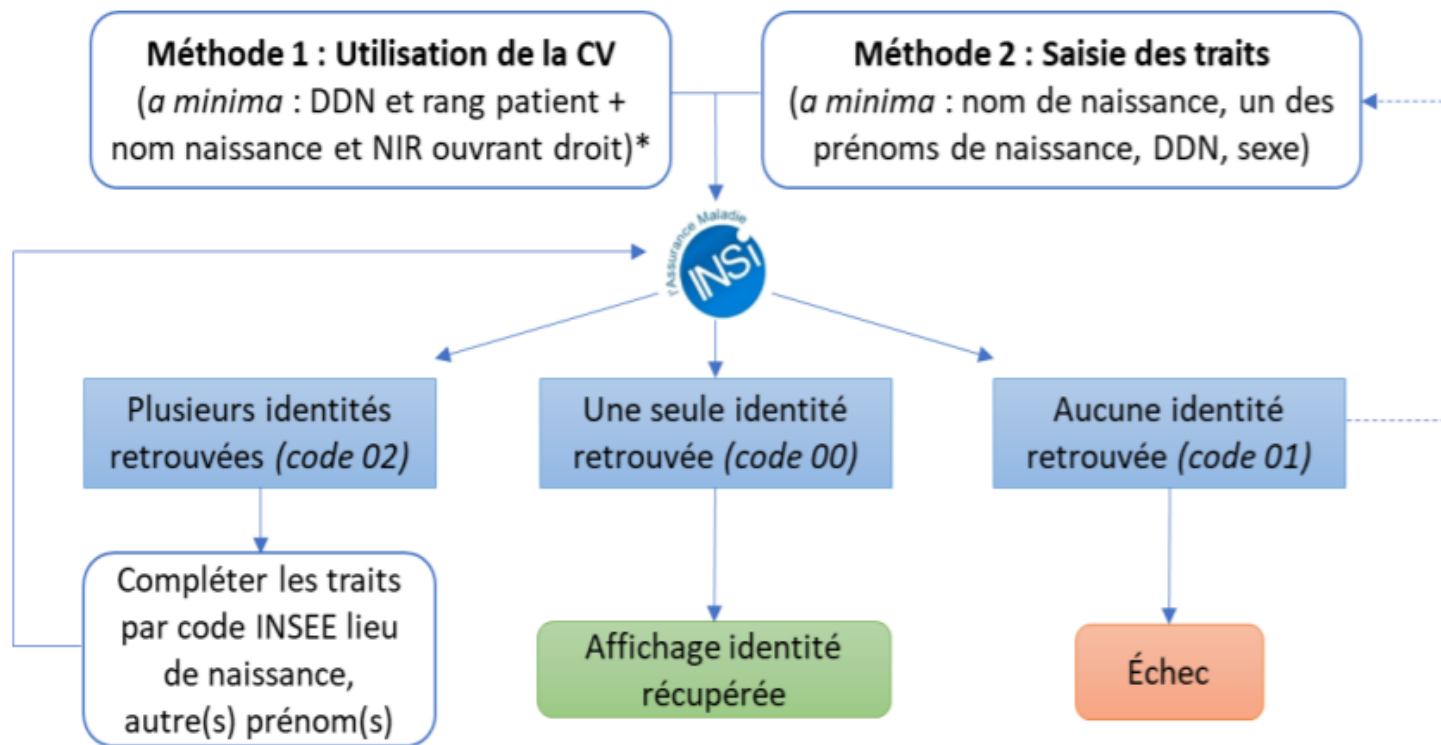 Méthode 1 : Utilisation de la CV
(a minima : DDN et rang patient +
nom naissance et NIR ouvrant droit)*
Méthode 2 : Saisie des traits
(a minima : nom de naissance, un des
prénoms de naissance, DDN, sexe)
l'Assurance Maladie
INSi
Plusieurs identités
retrouvées (code 02)
Une seule identité
retrouvée (code 00)
Aucune identité
retrouvée (code 01)
Compléter les traits
par code INSEE lieu
de naissance,
autre(s) prénom(s)
Affichage identité
récupérée
Échec